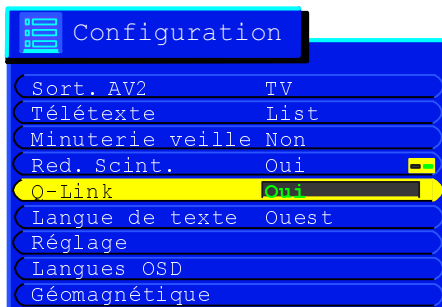 Configuration
Sort. AV2 TV
Télétexte List
Minuterie veille Non
Red. Scint. Oui
Q-Link Oui
Langue de texte Ouest
Réglage
Langues OSD
Géomagnétique